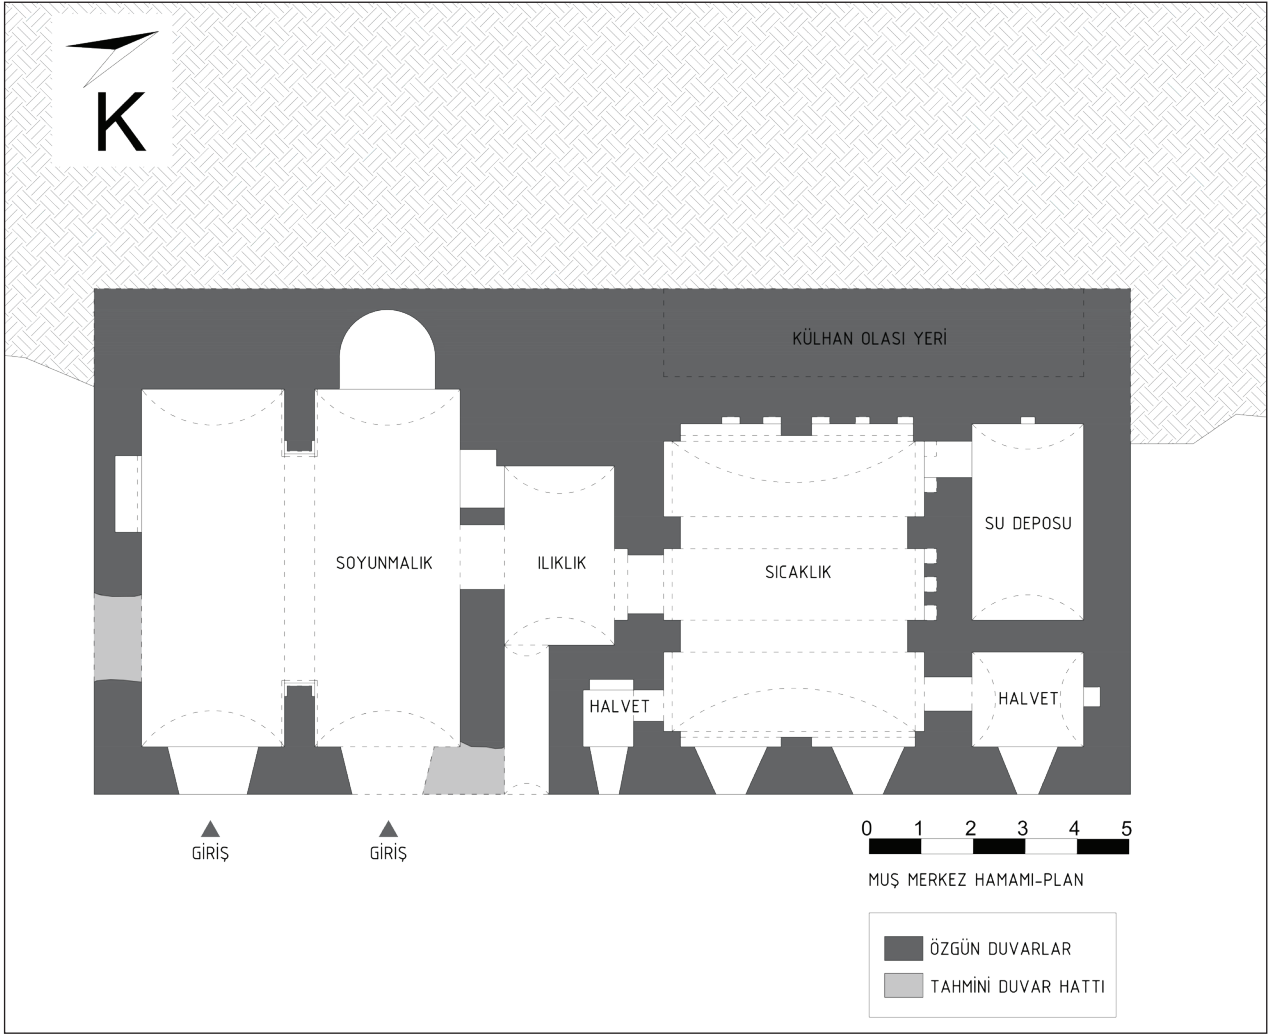 K
KÜLHAN OLASI YERİ
SU DEPOSU
SOYUNMALIK
ILIKLIK
SICAKLIK
HALVET
HALVET
GİRİŞ
GİRİŞ
0 1 2 3 4 5
MUŞ MERKEZ HAMAMI-PLAN
ÖZGÜN DUVARLAR
TAHMİNİ DUVAR HATTI